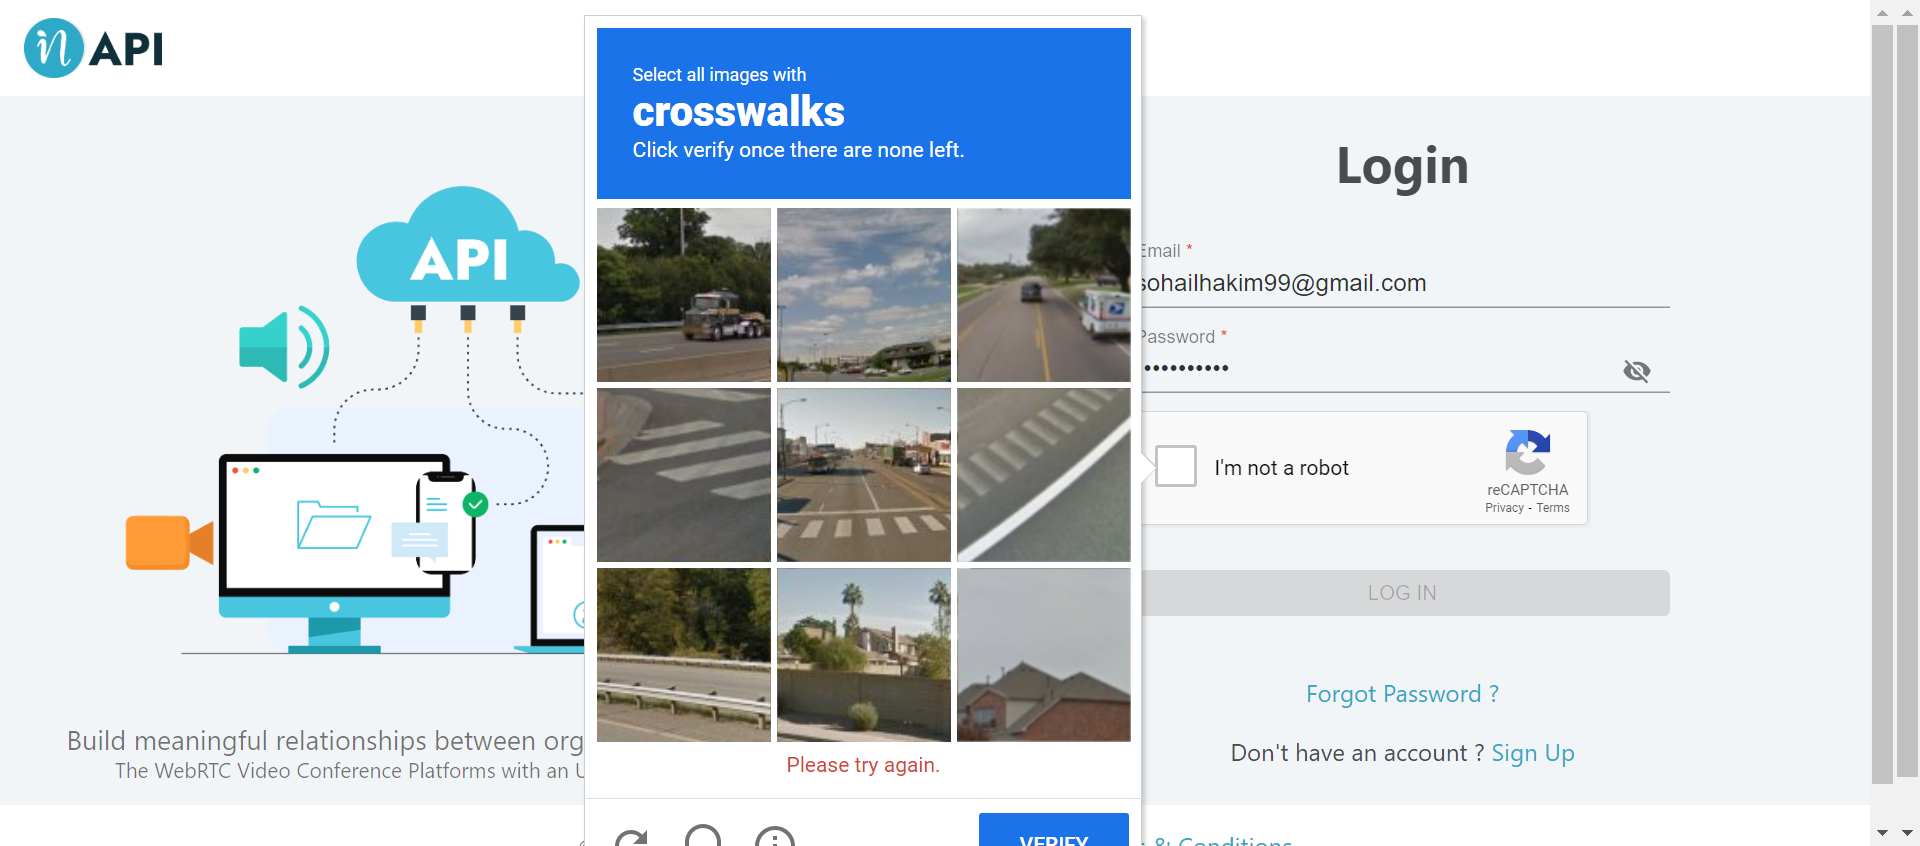 in API
Select all images with
crosswalks
Click verify once there are none left.
Login
Email *
sohailhakim99@gmail.com
Password *
••••••••••
I'm not a robot
reCAPTCHA
Privacy - Terms
LOG IN
Forgot Password ?
Don't have an account ? Sign Up
API
Build meaningful relationships between
The WebRTC Video Conference Platforms with an
Please try again.
VERIFY
& Conditions